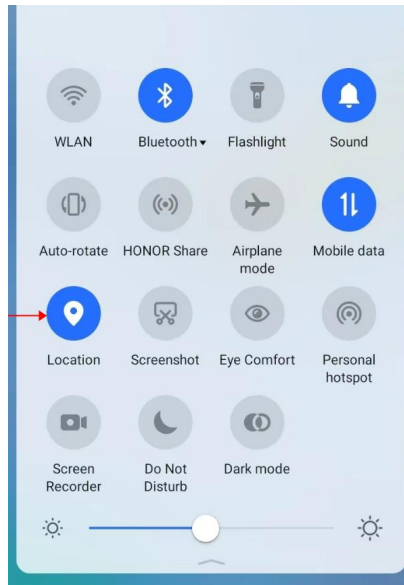 WLAN
Bluetooth
Flashlight
Sound
Auto-rotate
HONOR Share
Airplane
mode
Mobile data
Location
Screenshot
Eye Comfort
Personal
hotspot
Screen
Recorder
Do Not
Disturb
Dark mode